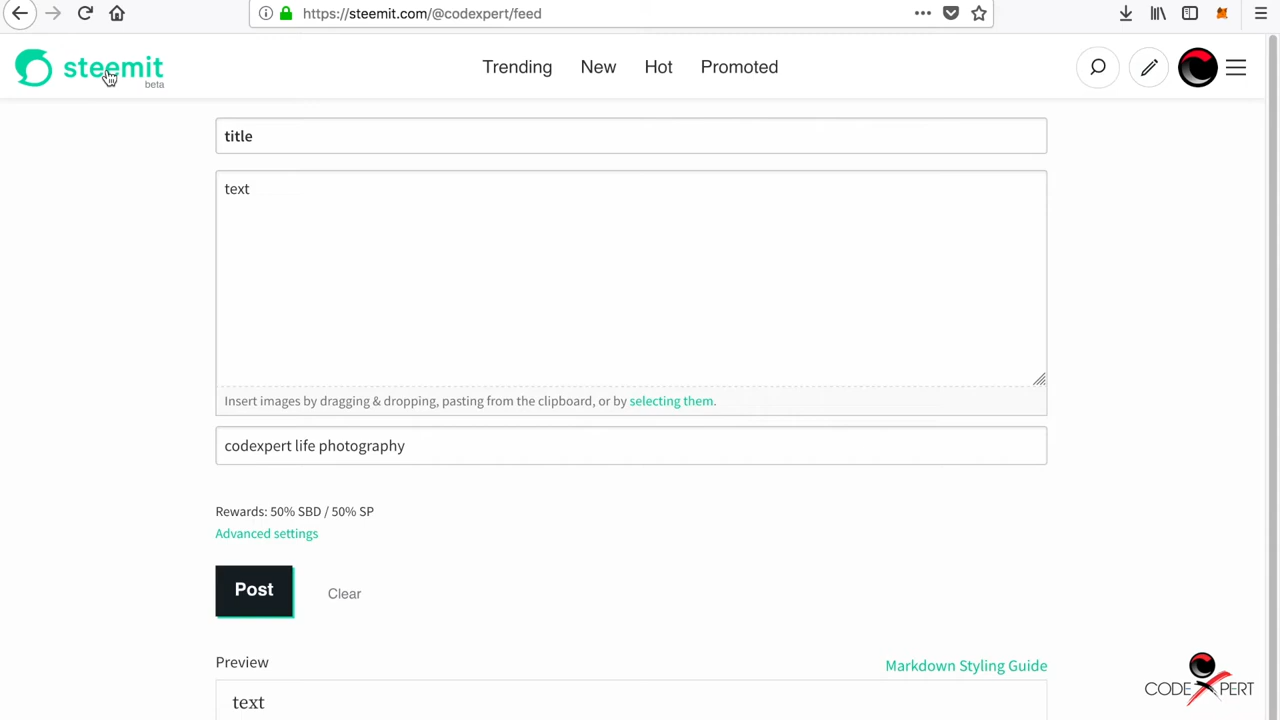 https://steemit.com/@codexpert/feed
steemit
beta
Trending New Hot Promoted
title
text
Insert images by dragging & dropping, pasting from the clipboard, or by selecting them.
codexpert life photography
Rewards: 50% SBD / 50% SP
Advanced settings
Post Clear
Preview Markdown Styling Guide
text
CODEXPERT